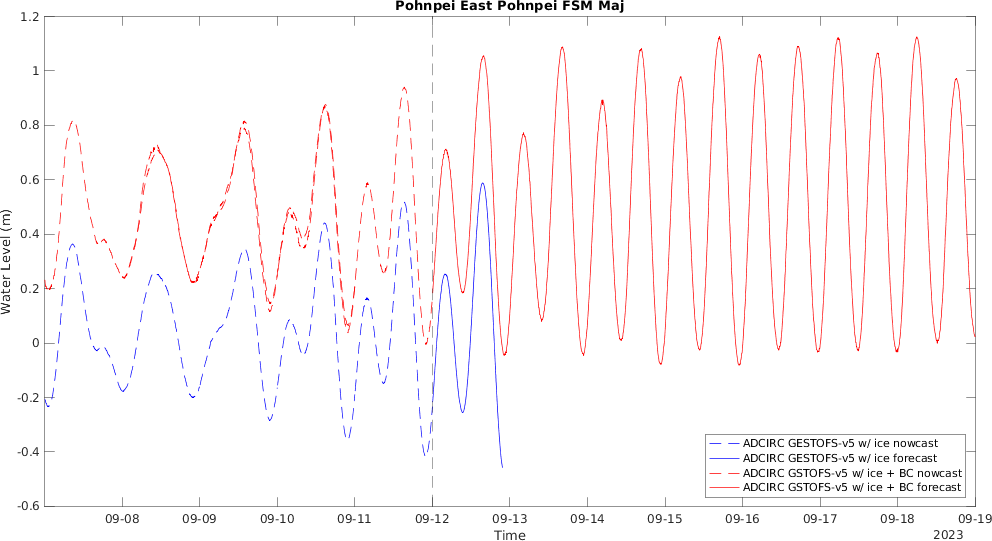 Pohnpei East Pohnpei FSM Maj
1.2
1
0.8
0.6
0.4
0.2
0
-0.2
-0.4
-0.6
Water Level (m)
ADCIRC GESTOFS-v5 w/ ice nowcast
ADCIRC GESTOFS-v5 w/ ice forecast
ADCIRC GSTOFS-v5 w/ ice + BC nowcast
ADCIRC GSTOFS-v5 w/ ice + BC forecast
09-08 09-09 09-10 09-11 09-12 09-13 09-14 09-15 09-16 09-17 09-18 09-19
Time
2023